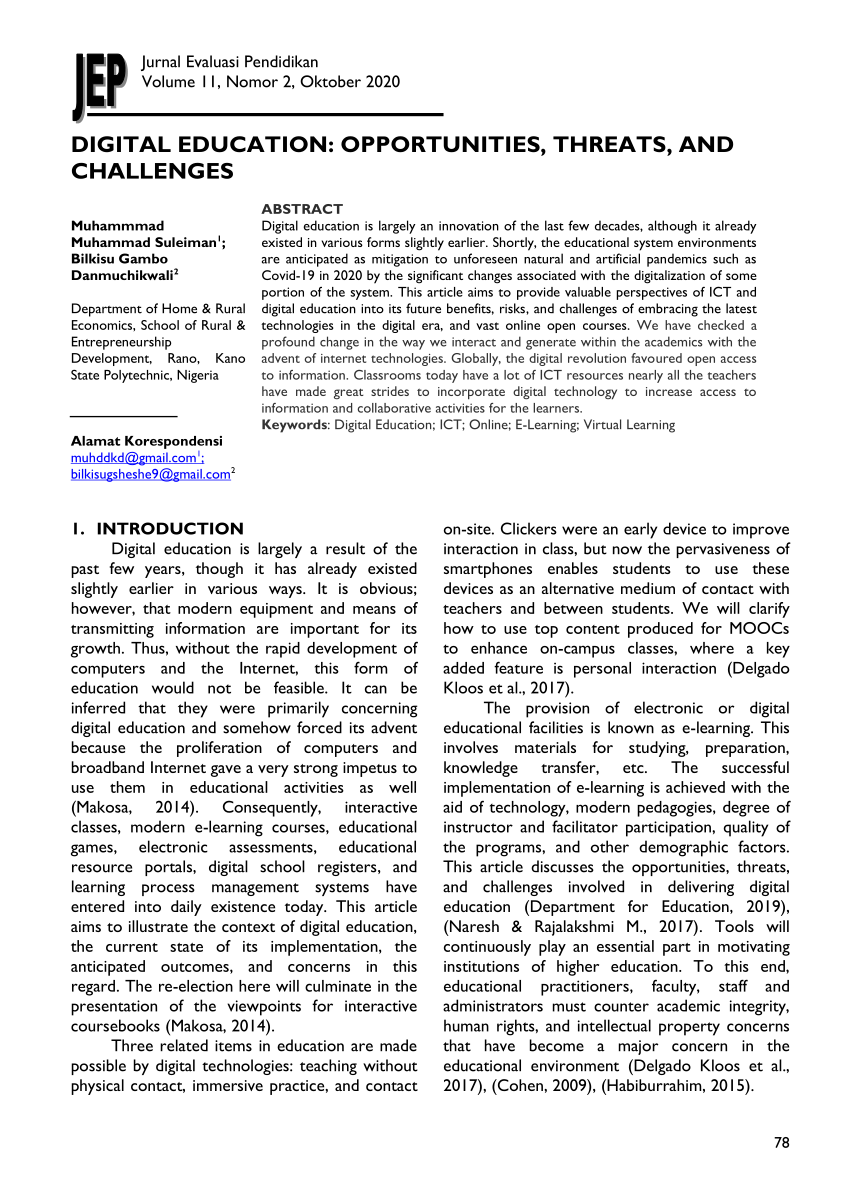 JEP
Jurnal Evaluasi Pendidikan
Volume 11, Nomor 2, Oktober 2020
DIGITAL EDUCATION: OPPORTUNITIES, THREATS, AND
CHALLENGES
Muhammmad
Muhammad Suleiman1;
Bilkisu Gambo
Danmuchikwali2
Department of Home & Rural
Economics, School of Rural &
Entrepreneurship
Development, Rano, Kano
State Polytechnic, Nigeria
Alamat Korespondensi
muhddkd@gmail.com1;
bilkisugsheshe9@gmail.com2
ABSTRACT
Digital education is largely an innovation of the last few decades, although it already
existed in various forms slightly earlier. Shortly, the educational system environments
are anticipated as mitigation to unforeseen natural and artificial pandemics such as
Covid-19 in 2020 by the significant changes associated with the digitalization of some
portion of the system. This article aims to provide valuable perspectives of ICT and
digital education into its future benefits, risks, and challenges of embracing the latest
technologies in the digital era, and vast online open courses. We have checked a
profound change in the way we interact and generate within the academics with the
advent of internet technologies. Globally, the digital revolution favoured open access
to information. Classrooms today have a lot of ICT resources nearly all the teachers
have made great strides to incorporate digital technology to increase access to
information and collaborative activities for the learners.
Keywords: Digital Education; ICT; Online; E-Learning; Virtual Learning
1. INTRODUCTION
Digital education is largely a result of the
past few years, though it has already existed
slightly earlier in various ways. It is obvious;
however, that modern equipment and means of
transmitting information are important for its
growth. Thus, without the rapid development of
computers and the Internet, this form of
education would not be feasible. It can be
inferred that they were primarily concerning
digital education and somehow forced its advent
because the proliferation of computers and
broadband Internet gave a very strong impetus to
use them in educational activities as well
(Makosa, 2014). Consequently, interactive
classes, modern e-learning courses, educational
games, electronic assessments, educational
resource portals, digital school registers, and
learning process management systems have
entered into daily existence today. This article
aims to illustrate the context of digital education,
the current state of its implementation, the
anticipated outcomes, and concerns in this
regard. The re-election here will culminate in the
presentation of the viewpoints for interactive
coursebooks (Makosa, 2014).
Three related items in education are made
possible by digital technologies: teaching without
physical contact, immersive practice, and contact
on-site. Clickers were an early device to improve
interaction in class, but now the pervasiveness of
smartphones enables students to use these
devices as an alternative medium of contact with
teachers and between students. We will clarify
how to use top content produced for MOOCs
to enhance on-campus classes, where a key
added feature is personal interaction (Delgado
Kloos et al., 2017).
The provision of electronic or digital
educational facilities is known as e-learning. This
involves materials for studying, preparation,
knowledge transfer, etc. The successful
implementation of e-learning is achieved with the
aid of technology, modern pedagogies, degree of
instructor and facilitator participation, quality of
the programs, and other demographic factors.
This article discusses the opportunities, threats,
and challenges involved in delivering digital
education (Department for Education, 2019),
(Naresh & Rajalakshmi M., 2017). Tools will
continuously play an essential part in motivating
institutions of higher education. To this end,
educational practitioners, faculty, staff and
administrators must counter academic integrity,
human rights, and intellectual property concerns
that have become a major concern in the
educational environment (Delgado Kloos et al.,
2017), (Cohen, 2009), (Habiburrahim, 2015).
78